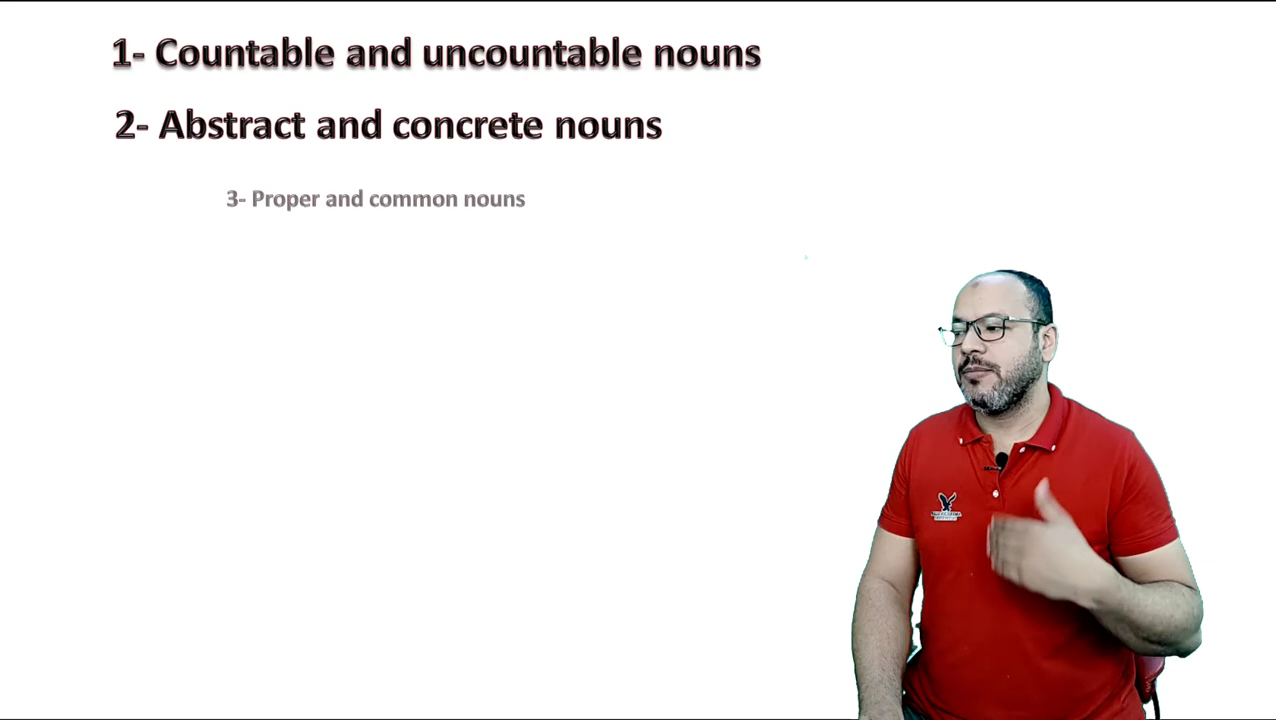 1- Countable and uncountable nouns
2- Abstract and concrete nouns
3- Proper and common nouns